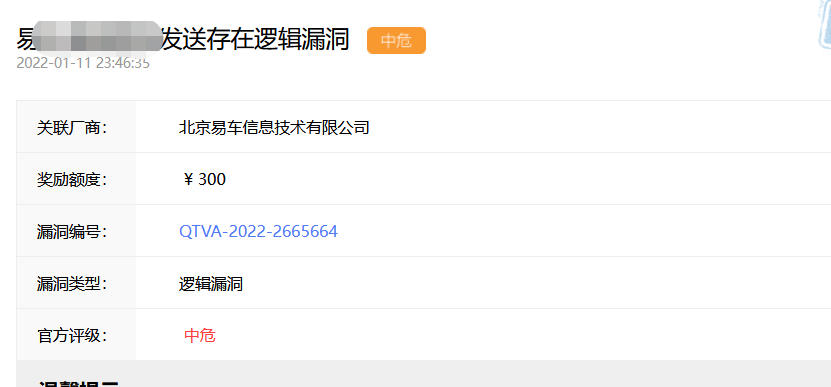 易 发送存在逻辑漏洞 中危
2022-01-11 23:46:35
关联厂商： 北京易车信息技术有限公司
奖励额度： ¥ 300
漏洞编号： QTVA-2022-2665664
漏洞类型： 逻辑漏洞
官方评级： 中危